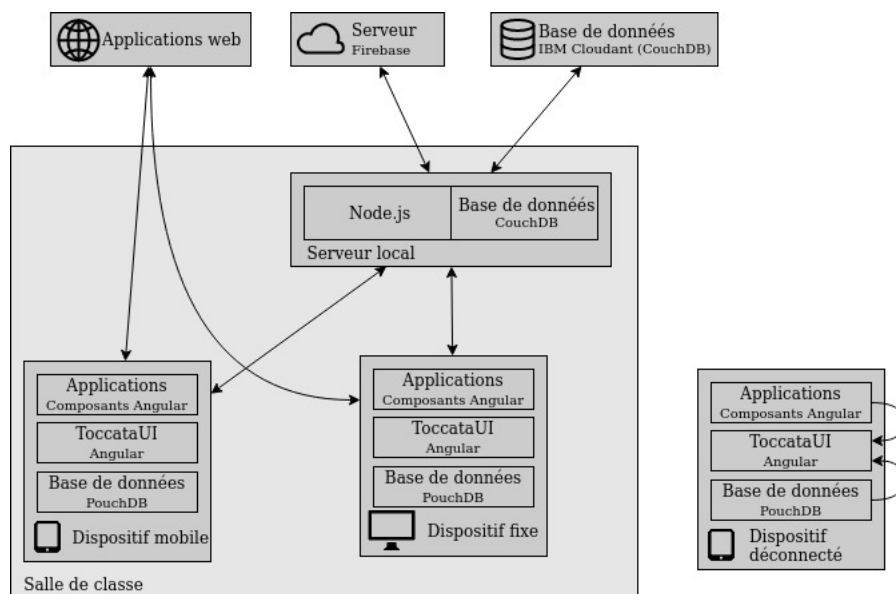 Applications web
Serveur
Firebase
Base de donnéés
IBM Cloudant (CouchDB)
Node.js
Base de donnéés
CouchDB
Serveur local
Applications
Composants Angular
ToccataUI
Angular
Base de données
PouchDB
Dispositif mobile
Applications
Composants Angular
ToccataUI
Angular
Base de données
PouchDB
Dispositif fixe
Salle de classe
Applications
Composants Angular
ToccataUI
Angular
Base de données
PouchDB
Dispositif
déconnecté